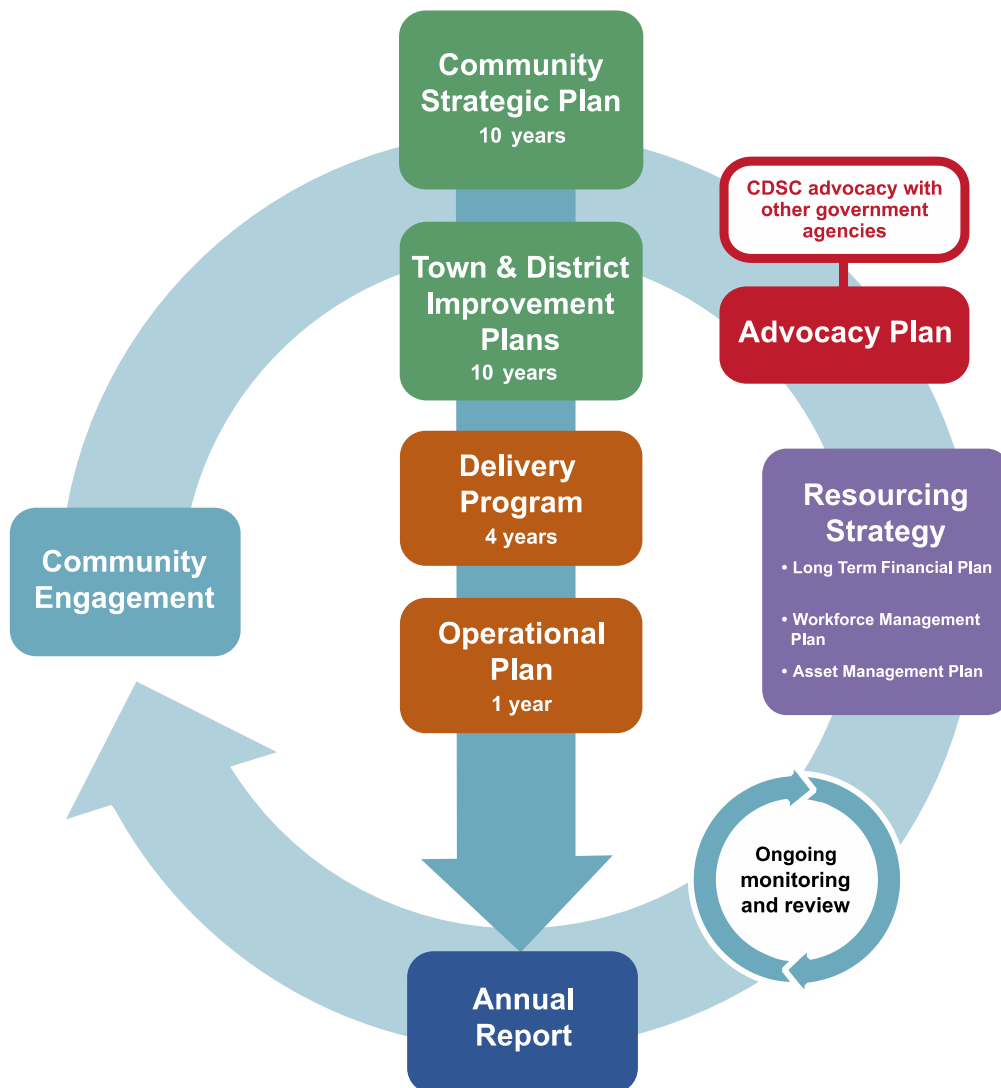 Community
Strategic Plan
10 years
CDSC advocacy with
other government
agencies
Town & District
Improvement
Plans
10 years
Advocacy Plan
Delivery
Program
4 years
Resourcing
Strategy
• Long Term Financial Plan
• Workforce Management
Plan
• Asset Management Plan
Community
Engagement
Operational
Plan
1 year
Ongoing
monitoring
and review
Annual
Report